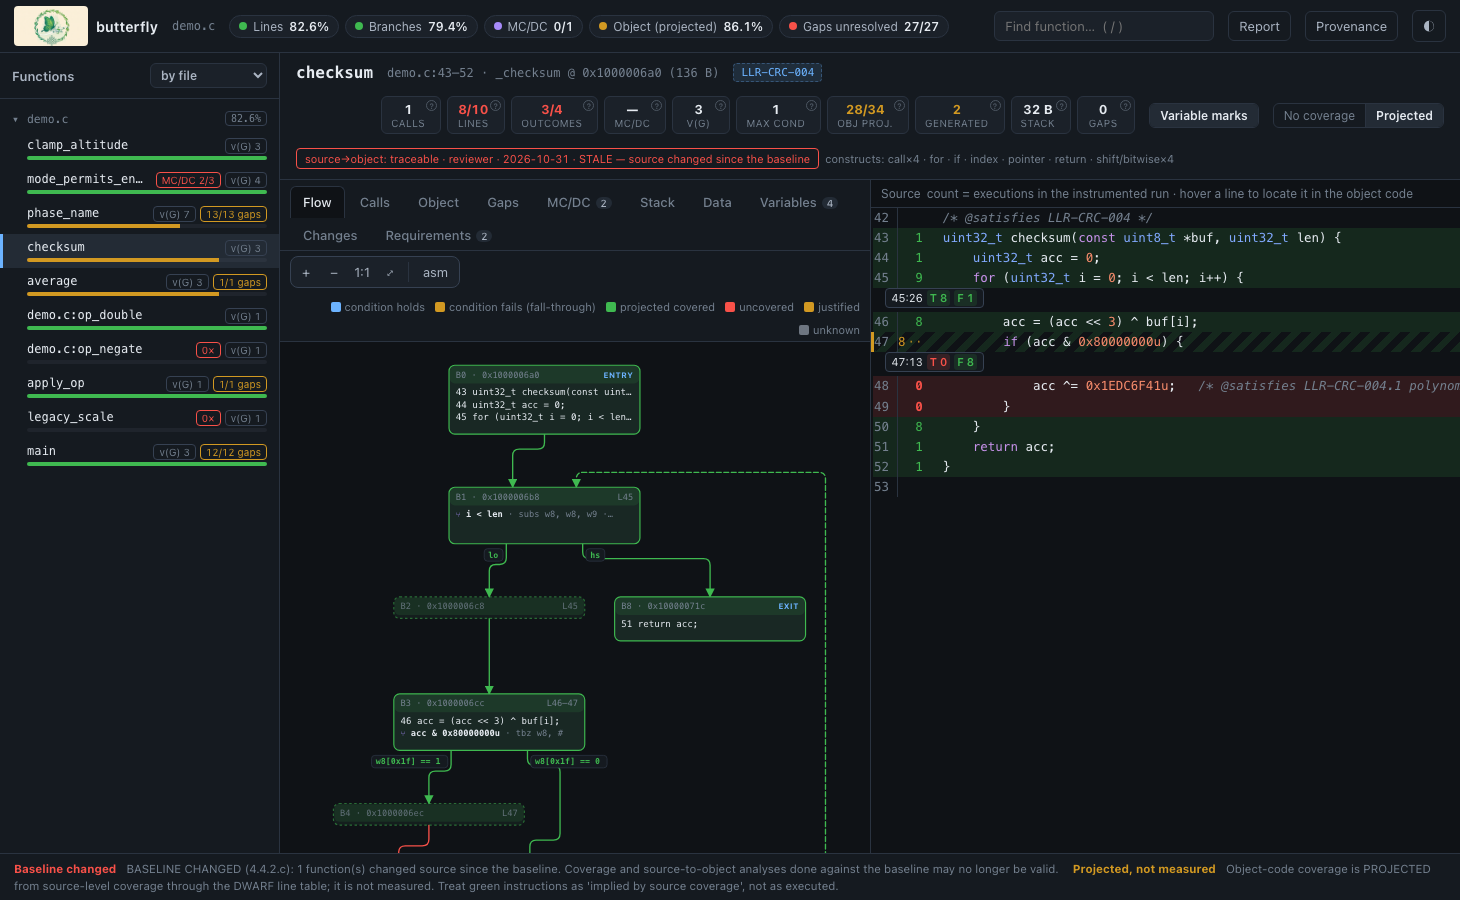 butterfly demo.c Lines 82.6% Branches 79.4% MC/DC 0/1 Object (projected) 86.1% Gaps unresolved 27/27 Find function… ( / ) Report Provenance
Functions by file
demo.c 82.6%
clamp_altitude v(G) 3
mode_permits_en… MC/DC 2/3 v(G) 4
phase_name v(G) 7 13/13 gaps
checksum v(G) 3
average v(G) 3 1/1 gaps
demo.c:op_double v(G) 1
demo.c:op_negate 0× v(G) 1
apply_op v(G) 1 1/1 gaps
legacy_scale 0× v(G) 1
main v(G) 3 12/12 gaps
checksum demo.c:43–52 · _checksum @ 0x1000006a0 (136 B) LLR-CRC-004
1 CALLS ?
8/10 LINES ?
3/4 OUTCOMES ?
— MC/DC ?
3 V(G) ?
1 MAX COND ?
28/34 OBJ PROJ. ?
2 GENERATED ?
32 B STACK ?
0 GAPS ?
Variable marks No coverage Projected
source→object: traceable · reviewer · 2026-10-31 · STALE — source changed since the baseline constructs: call×4 · for · if · index · pointer · return · shift/bitwise×4
Flow Calls Object Gaps MC/DC 2 Stack Data Variables 4
Changes Requirements 2
+ − 1:1 ⤢ asm
condition holds condition fails (fall-through) projected covered uncovered justified
unknown
B0 · 0x1000006a0 ENTRY
43 uint32_t checksum(const uint…
44 uint32_t acc = 0;
45 for (uint32_t i = 0; i < len…
B1 · 0x1000006b8 L45
i < len · subs w8, w8, w9 ·…
lo hs
B2 · 0x1000006c8 L45
B8 · 0x10000071c EXIT
51 return acc;
B3 · 0x1000006cc L46–47
46 acc = (acc << 3) ^ buf[i];
acc & 0x80000000u · tbz w8, #
w8[0x1f] == 1 w8[0x1f] == 0
B4 · 0x1000006ec L47
Source count = executions in the instrumented run · hover a line to locate it in the object code
42 /* @satisfies LLR-CRC-004 */
43 1 uint32_t checksum(const uint8_t *buf, uint32_t len) {
44 1 uint32_t acc = 0;
45 9 for (uint32_t i = 0; i < len; i++) {
45:26 T 8 F 1
46 8 acc = (acc << 3) ^ buf[i];
47 8·· if (acc & 0x80000000u) {
47:13 T 0 F 8
48 0 acc ^= 0x1EDC6F41u; /* @satisfies LLR-CRC-004.1 polynom
49 0 }
50 8 }
51 1 return acc;
52 1 }
53
Baseline changed BASELINE CHANGED (4.4.2.c): 1 function(s) changed source since the baseline. Coverage and source-to-object analyses done against the baseline may no longer be valid. Projected, not measured Object-code coverage is PROJECTED
from source-level coverage through the DWARF line table; it is not measured. Treat green instructions as 'implied by source coverage', not as executed.